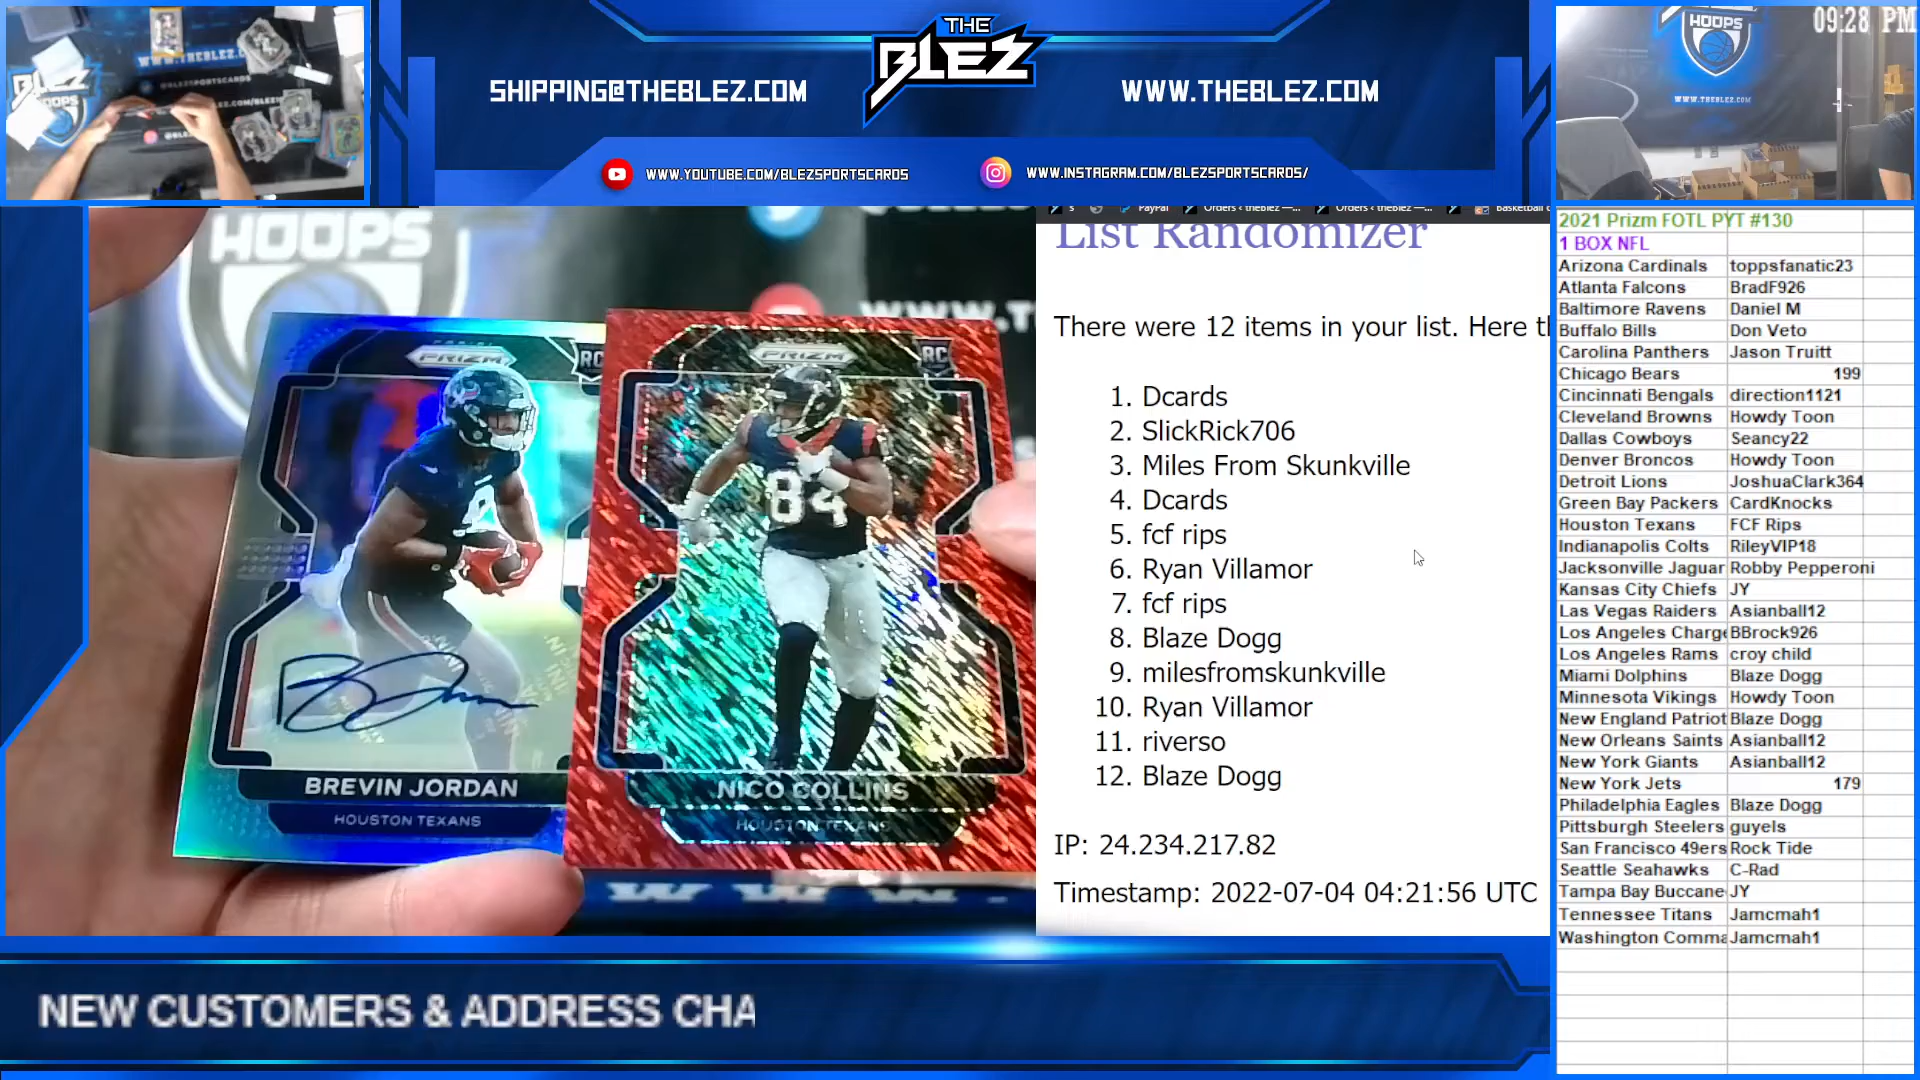 THE
BLEZ
SHIPPING@THEBLEZ.COM
WWW.THEBLEZ.COM
WWW.YOUTUBE.COM/BLEZSPORTSCARDS
WWW.INSTAGRAM.COM/BLEZSPORTSCARDS/
HOOPS
WWW.THEBLEZ.COM
09:28 PM
HOOPS
PRIZM
RC
BREVIN JORDAN
HOUSTON TEXANS
PRIZM
RC
84
NICO COLLINS
HOUSTON TEXANS
PayPal
Orders < theBlez —...
Orders < theBlez —...
List Randomizer
There were 12 items in your list. Here
1. Dcards
2. SlickRick706
3. Miles From Skunkville
4. Dcards
5. fcf rips
6. Ryan Villamor
7. fcf rips
8. Blaze Dogg
9. milesfromskunkville
10. Ryan Villamor
11. riverso
12. Blaze Dogg
IP: 24.234.217.82
Timestamp: 2022-07-04 04:21:56 UTC
2021 Prizm FOTL PYT #130
1 BOX NFL
Arizona Cardinals toppsfanatic23
Atlanta Falcons BradF926
Baltimore Ravens Daniel M
Buffalo Bills Don Veto
Carolina Panthers Jason Truitt
Chicago Bears 199
Cincinnati Bengals direction1121
Cleveland Browns Howdy Toon
Dallas Cowboys Seancy22
Denver Broncos Howdy Toon
Detroit Lions JoshuaClark364
Green Bay Packers CardKnocks
Houston Texans FCF Rips
Indianapolis Colts RileyVIP18
Jacksonville Jaguar Robby Pepperoni
Kansas City Chiefs JY
Las Vegas Raiders Asianball12
Los Angeles Charge BBrock926
Los Angeles Rams croy child
Miami Dolphins Blaze Dogg
Minnesota Vikings Howdy Toon
New England Patriot Blaze Dogg
New Orleans Saints Asianball12
New York Giants Asianball12
New York Jets 179
Philadelphia Eagles Blaze Dogg
Pittsburgh Steelers guyels
San Francisco 49ers Rock Tide
Seattle Seahawks C-Rad
Tampa Bay Buccane JY
Tennessee Titans Jamcmah1
Washington Comma Jamcmah1
NEW CUSTOMERS & ADDRESS CHA